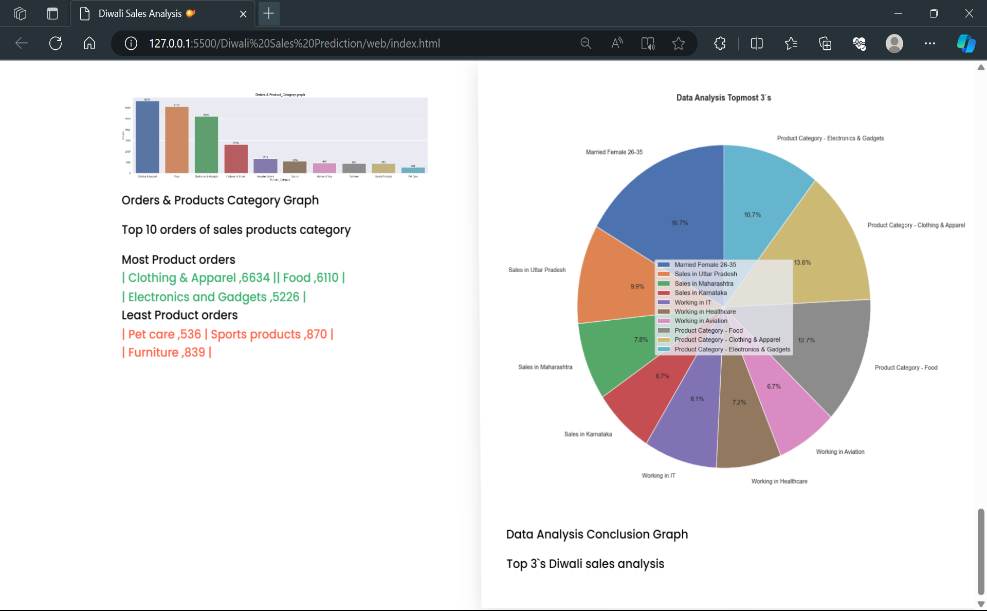 Diwali Sales Analysis
127.0.0.1:5500/Diwali%20Sales%20Prediction/web/index.html
Orders & Product_Category graph
Orders & Products Category Graph
Top 10 orders of sales products category
Most Product orders
| Clothing & Apparel ,6634 || Food ,6110 |
| Electronics and Gadgets ,5226 |
Least Product orders
| Pet care ,536 | Sports products ,870 |
| Furniture ,839 |
Data Analysis Topmost 3`s
Product Category - Electronics & Gadgets
Married Female 26-35
10.7%
16.7%
Product Category - Clothing & Apparel
13.6%
Sales in Uttar Pradesh
9.9%
Married Female 26-35
Sales in Uttar Pradesh
Sales in Maharashtra
Sales in Karnataka
Working in IT
Working in Healthcare
Working in Aviation
Product Category - Food
Product Category - Clothing & Apparel
Product Category - Electronics & Gadgets
7.8%
12.7%
Sales in Maharashtra
Product Category - Food
6.7%
6.7%
8.1%
7.2%
Sales in Karnataka
Working in Aviation
Working in IT
Working in Healthcare
Data Analysis Conclusion Graph
Top 3`s Diwali sales analysis